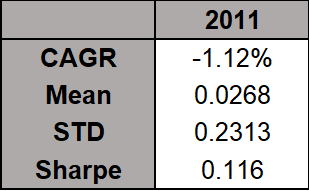 2011
CAGR -1.12%
Mean 0.0268
STD 0.2313
Sharpe 0.116